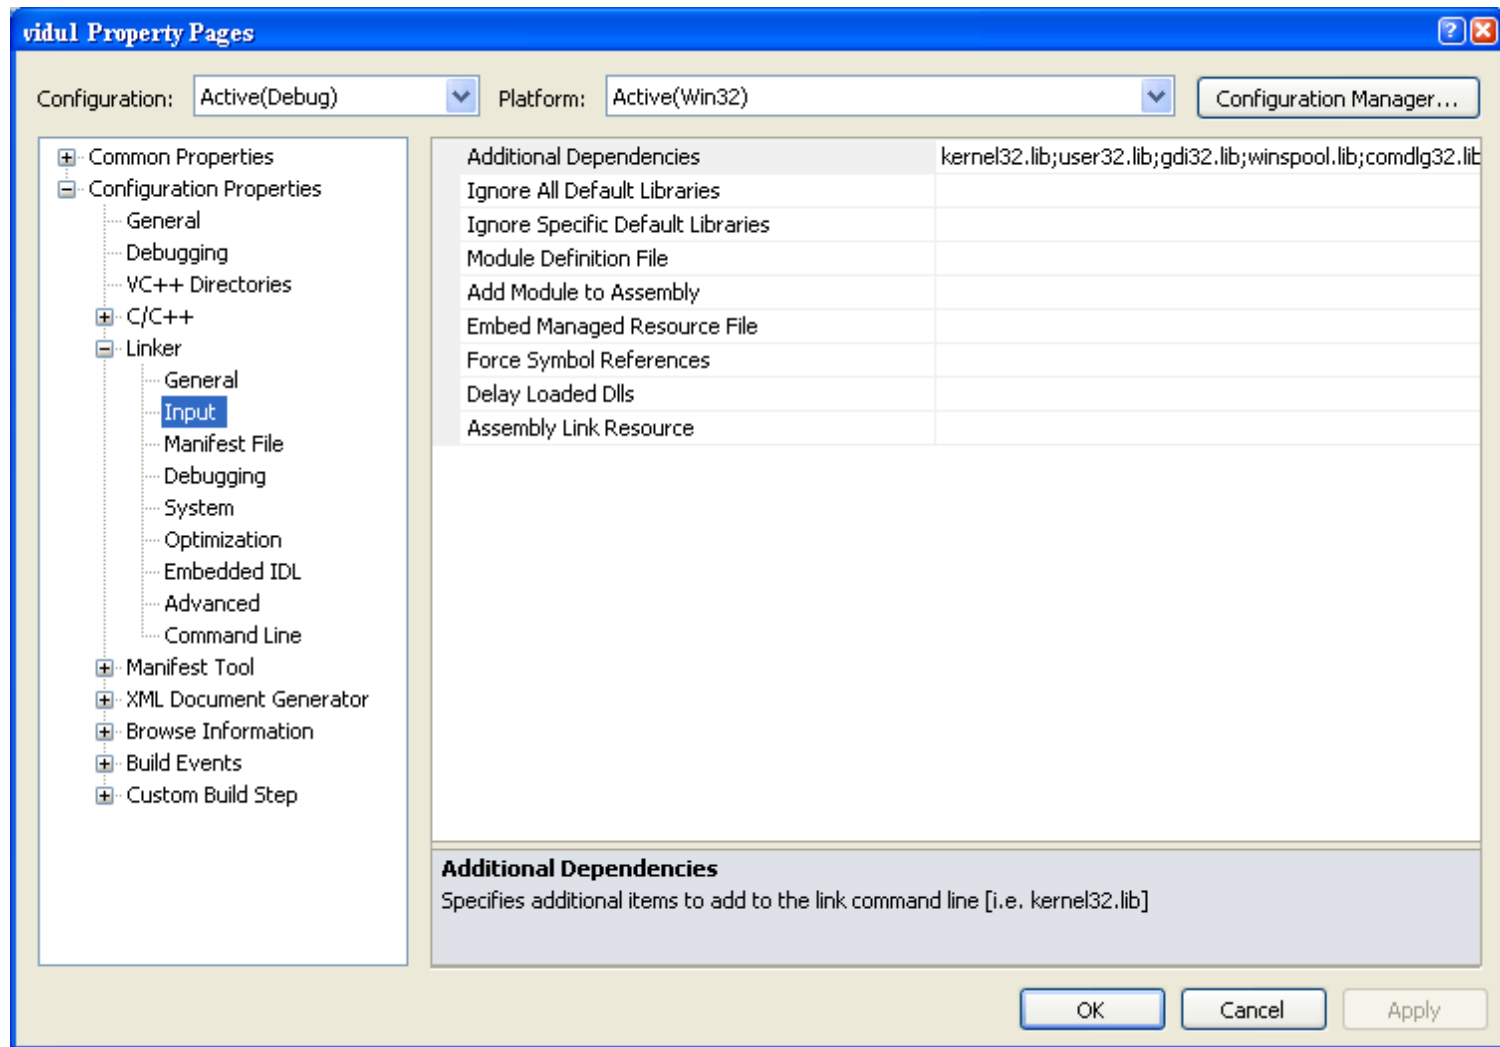 vidu1 Property Pages
Configuration: Active(Debug) Platform: Active(Win32) Configuration Manager...
Common Properties
Configuration Properties
General
Debugging
VC++ Directories
C/C++
Linker
General
Input
Manifest File
Debugging
System
Optimization
Embedded IDL
Advanced
Command Line
Manifest Tool
XML Document Generator
Browse Information
Build Events
Custom Build Step
Additional Dependencies kernel32.lib;user32.lib;gdi32.lib;winspool.lib;comdlg32.lib
Ignore All Default Libraries
Ignore Specific Default Libraries
Module Definition File
Add Module to Assembly
Embed Managed Resource File
Force Symbol References
Delay Loaded Dlls
Assembly Link Resource
Additional Dependencies
Specifies additional items to add to the link command line [i.e. kernel32.lib]
OK Cancel Apply